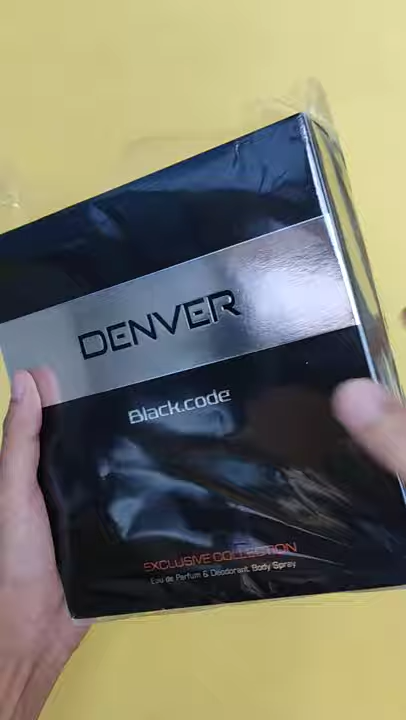 DENVER
Black.code
EXCLUSIVE COLLECTION
Eau de Parfum & Deodorant Body Spray